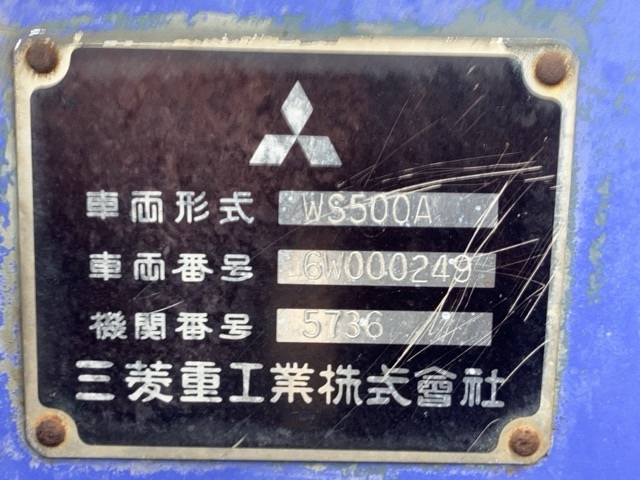 車両形式 WS500A
車両番号 6W000249
機関番号 5736
三菱重工業株式會社